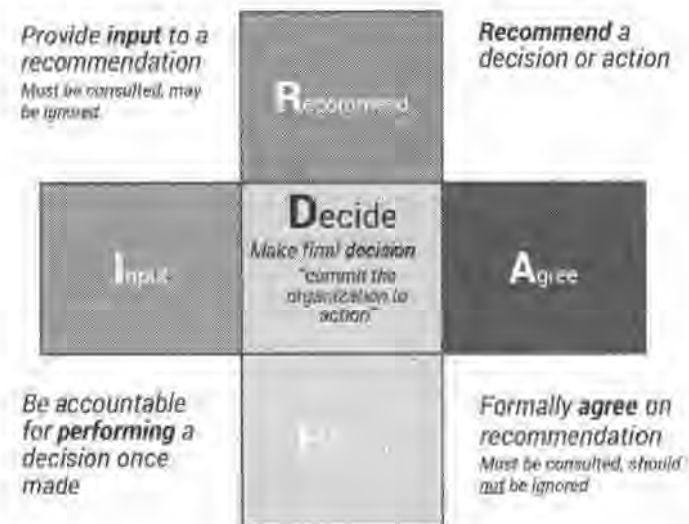 Provide input to a
recommendation
Must be consulted, may
be ignored
Recommend a
decision or action
Recommend
Input
Decide
Make final decision
"commit the
organization to
action"
Agree
Be accountable
for performing a
decision once
made
Formally agree on
recommendation
Must be consulted, should
not be ignored